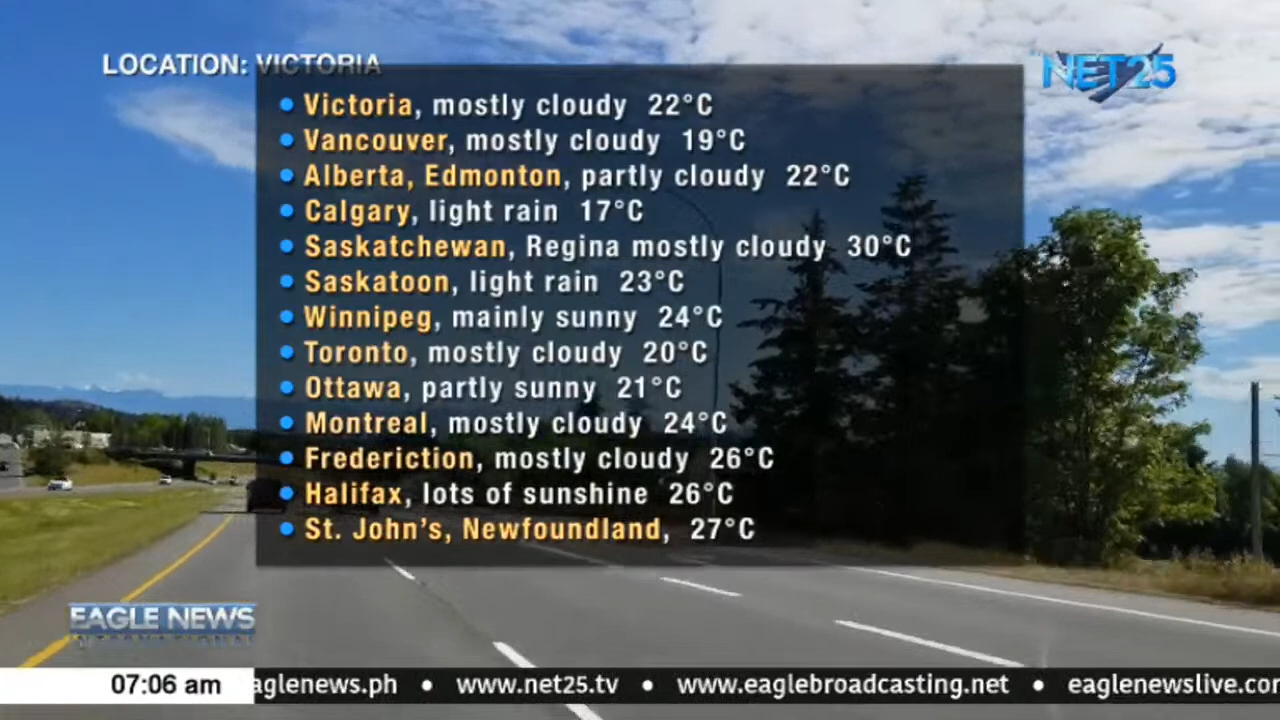 LOCATION: VICTORIA
NET25
• Victoria, mostly cloudy 22°C
• Vancouver, mostly cloudy 19°C
• Alberta, Edmonton, partly cloudy 22°C
• Calgary, light rain 17°C
• Saskatchewan, Regina mostly cloudy 30°C
• Saskatoon, light rain 23°C
• Winnipeg, mainly sunny 24°C
• Toronto, mostly cloudy 20°C
• Ottawa, partly sunny 21°C
• Montreal, mostly cloudy 24°C
• Frederiction, mostly cloudy 26°C
• Halifax, lots of sunshine 26°C
• St. John's, Newfoundland, 27°C
EAGLE NEWS
INTERNATIONAL
07:06 am aglenews.ph • www.net25.tv • www.eaglebroadcasting.net • eaglenewslive.cor